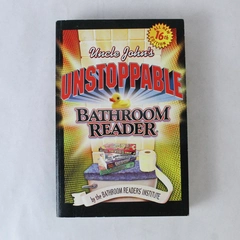 Uncle John's
16th
UNSTOPPABLE
BATHROOM
READER
by the BATHROOM READERS' INSTITUTE